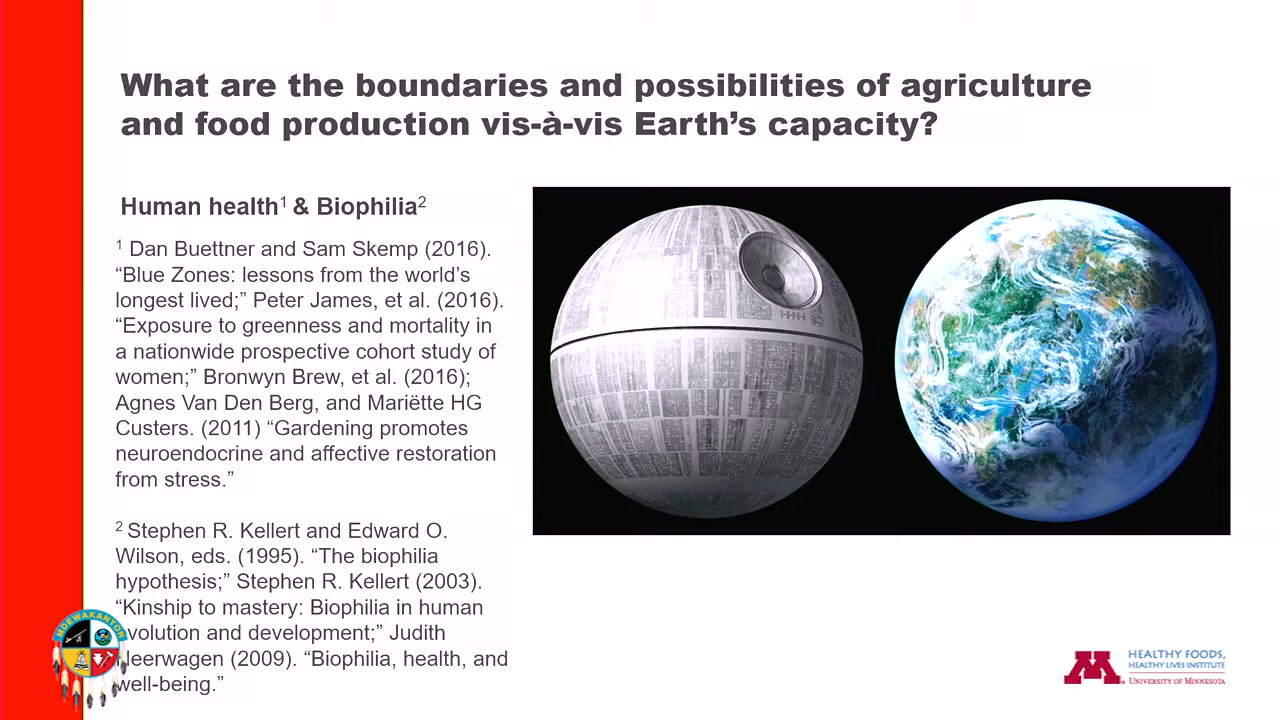 What are the boundaries and possibilities of agriculture
and food production vis-à-vis Earth’s capacity?
Human health¹ & Biophilia²
¹ Dan Buettner and Sam Skemp (2016).
“Blue Zones: lessons from the world’s
longest lived;” Peter James, et al. (2016).
“Exposure to greenness and mortality in
a nationwide prospective cohort study of
women;” Bronwyn Brew, et al. (2016);
Agnes Van Den Berg, and Mariëtte HG
Custers. (2011) “Gardening promotes
neuroendocrine and affective restoration
from stress.”
² Stephen R. Kellert and Edward O.
Wilson, eds. (1995). “The biophilia
hypothesis;” Stephen R. Kellert (2003).
“Kinship to mastery: Biophilia in human
volution and development;” Judith
eerwagen (2009). “Biophilia, health, and
well-being.”
MDEWAKANTON
M
HEALTHY FOODS,
HEALTHY LIVES INSTITUTE
UNIVERSITY OF MINNESOTA